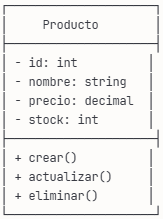 Producto
- id: int
- nombre: string
- precio: decimal
- stock: int
+ crear()
+ actualizar()
+ eliminar()